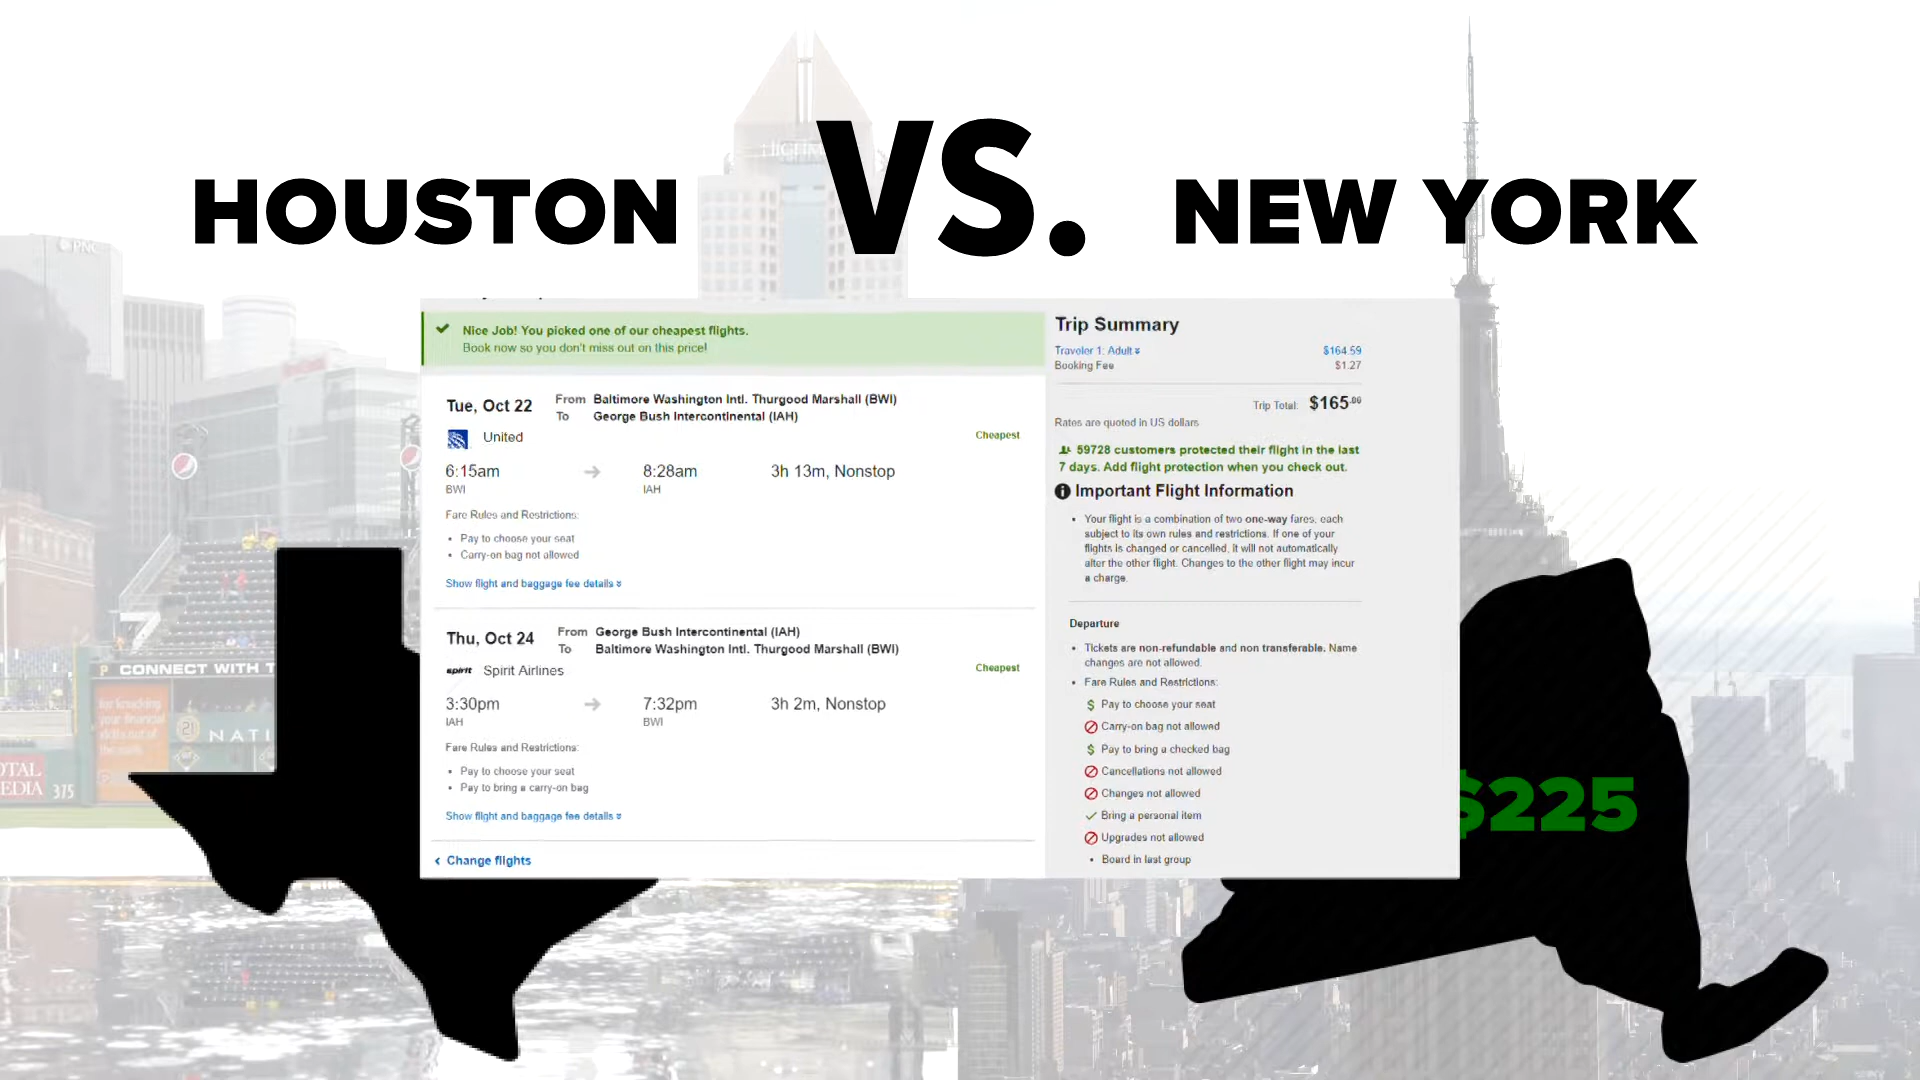 HOUSTON
VS.
NEW YORK
Nice Job! You picked one of our cheapest flights.
Book now so you don't miss out on this price!
Tue, Oct 22
From Baltimore Washington Intl. Thurgood Marshall (BWI)
To George Bush Intercontinental (IAH)
United
Cheapest
6:15am
8:28am
3h 13m, Nonstop
BWI
IAH
Fare Rules and Restrictions:
• Pay to choose your seat
• Carry-on bag not allowed
Show flight and baggage fee details
Thu, Oct 24
From George Bush Intercontinental (IAH)
To Baltimore Washington Intl. Thurgood Marshall (BWI)
spirit Spirit Airlines
Cheapest
3:30pm
7:32pm
3h 2m, Nonstop
IAH
BWI
Fare Rules and Restrictions:
• Pay to choose your seat
• Pay to bring a carry-on bag
Show flight and baggage fee details
‹ Change flights
Trip Summary
Traveler 1: Adult $164.59
Booking Fee $1.27
Trip Total: $165
Rates are quoted in US dollars
59728 customers protected their flight in the last
7 days. Add flight protection when you check out.
Important Flight Information
• Your flight is a combination of two one-way fares, each
subject to its own rules and restrictions. If one of your
flights is changed or cancelled, it will not automatically
alter the other flight. Changes to the other flight may incur
a charge.
Departure
• Tickets are non-refundable and non transferable. Name
changes are not allowed.
• Fare Rules and Restrictions:
$ Pay to choose your seat
Carry-on bag not allowed
$ Pay to bring a checked bag
Cancellations not allowed
Changes not allowed
Bring a personal item
Upgrades not allowed
• Board in last group
$225
PNC
HIGHM
P CONNECT WITH T
for knocking
your financial
21
NATI
375